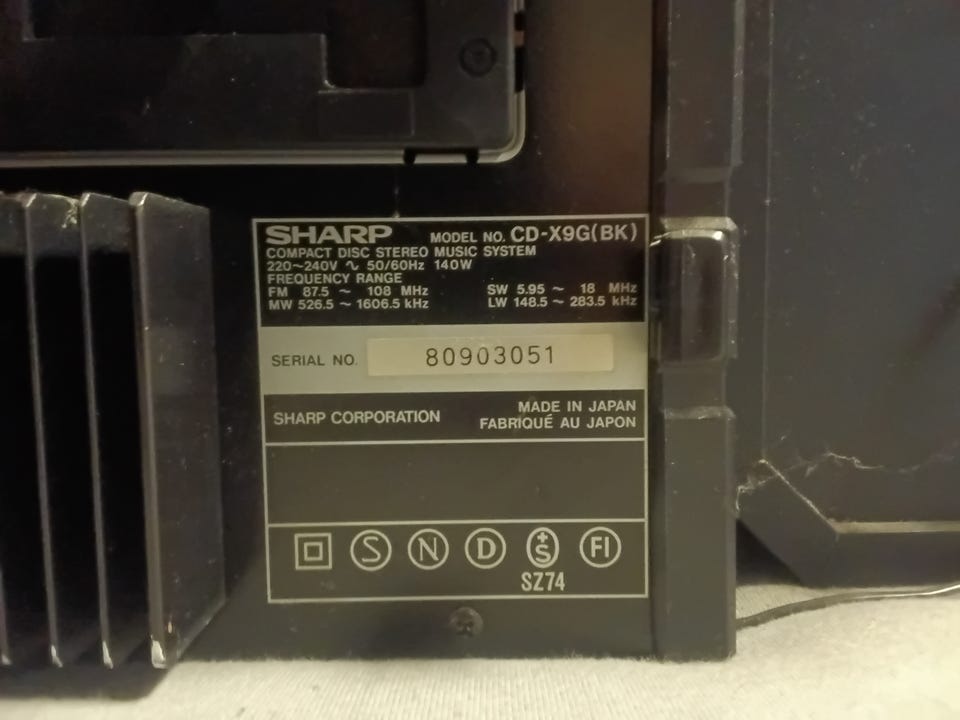 SHARP MODEL NO. CD-X9G(BK)
COMPACT DISC STEREO MUSIC SYSTEM
220~240V ∿ 50/60Hz 140W
FREQUENCY RANGE
FM 87.5 ~ 108 MHz SW 5.95 ~ 18 MHz
MW 526.5 ~ 1606.5 kHz LW 148.5 ~ 283.5 kHz
SERIAL NO. 80903051
SHARP CORPORATION MADE IN JAPAN
FABRIQUÉ AU JAPON
S N D +S FI
SZ74